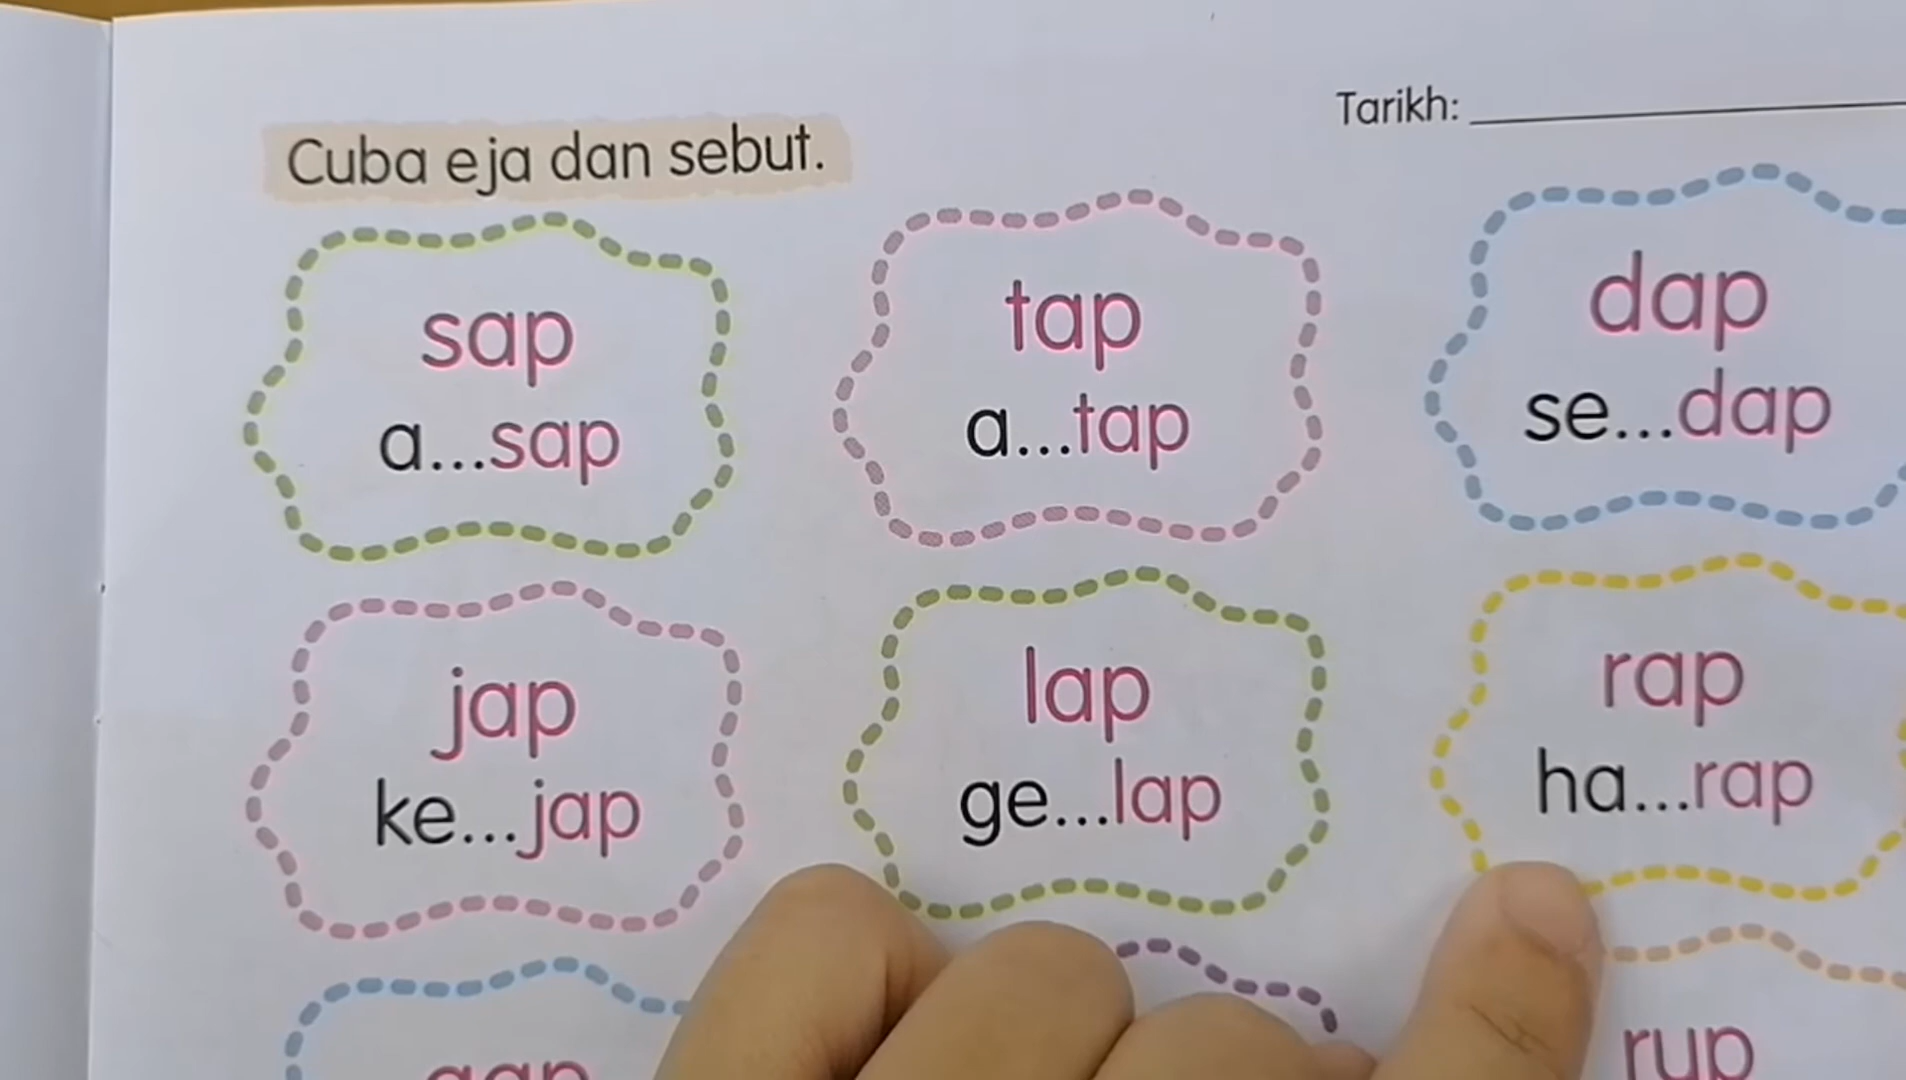 Tarikh:
Cuba eja dan sebut.
sap
a...sap
tap
a...tap
dap
se...dap
jap
ke...jap
lap
ge...lap
rap
ha...rap
rup